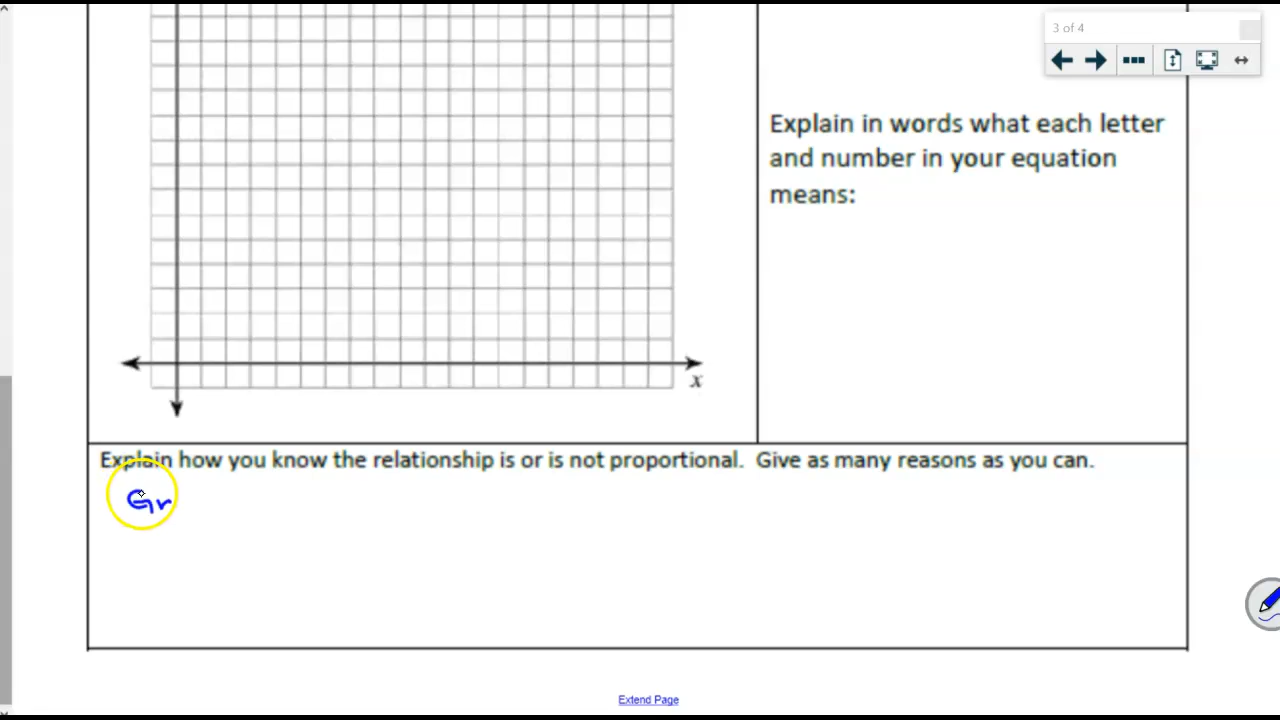 3 of 4
Explain in words what each letter
and number in your equation
means:
x
Explain how you know the relationship is or is not proportional. Give as many reasons as you can.
Gr
Extend Page